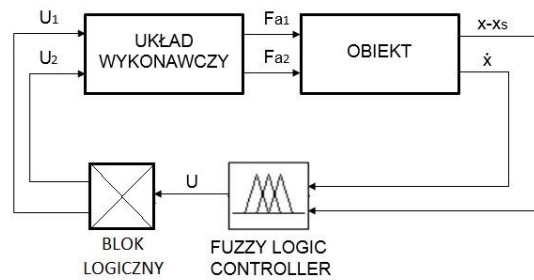 U1
U2
UKŁAD
WYKONAWCZY
Fa1
Fa2
OBIEKT
x-xs
ẋ
U
BLOK
LOGICZNY
FUZZY LOGIC
CONTROLLER